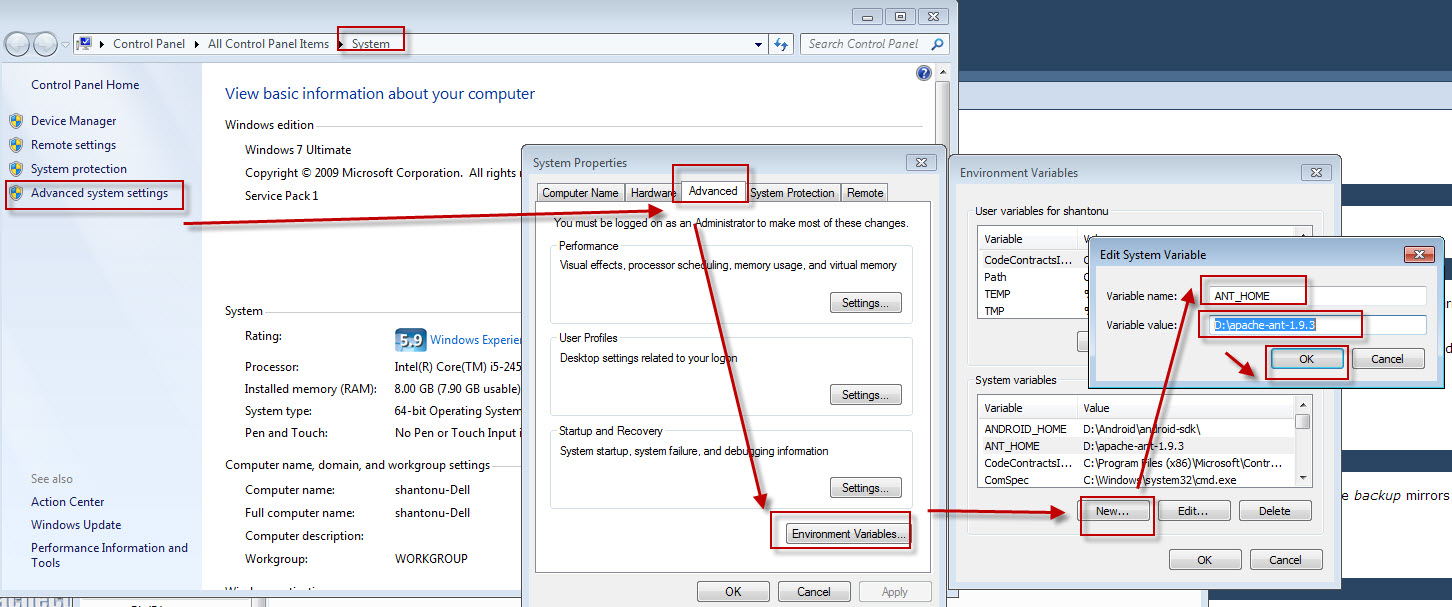 Control Panel
All Control Panel Items
System
Search Control Panel
Control Panel Home
Device Manager
Remote settings
System protection
Advanced system settings
See also
Action Center
Windows Update
Performance Information and
Tools
View basic information about your computer
Windows edition
Windows 7 Ultimate
Copyright © 2009 Microsoft Corporation. All rights
Service Pack 1
System
Rating:
5.9 Windows
Processor: Intel(R) Core(TM) i5-245
Installed memory (RAM): 8.00 GB (7.90 GB usable)
System type: 64-bit Operating System
Pen and Touch: No Pen or Touch Input
Computer name, domain, and workgroup settings
Computer name: shantonu-Dell
Full computer name: shantonu-Dell
Computer description:
Workgroup: WORKGROUP
System Properties
Computer Name Hardware Advanced System Protection Remote
You must be logged on as an Administrator to make most of these changes.
Performance
Visual effects, processor scheduling, memory usage, and virtual memory
Settings...
User Profiles
Desktop settings related to your logon
Settings...
Startup and Recovery
System startup, system failure, and debugging information
Settings...
Environment Variables...
OK Cancel Apply
Environment Variables
User variables for shantonu
Variable
CodeContractsI...
Path
TEMP
TMP
System variables
Variable Value
ANDROID_HOME D:\Android\android-sdk\
ANT_HOME D:\apache-ant-1.9.3
CodeContractsI... C:\Program Files (x86)\Microsoft\Contr...
ComSpec C:\Windows\system32\cmd.exe
New... Edit... Delete
OK Cancel
Edit System Variable
Variable name: ANT_HOME
Variable value: D:\apache-ant-1.9.3
OK Cancel
backup mirrors